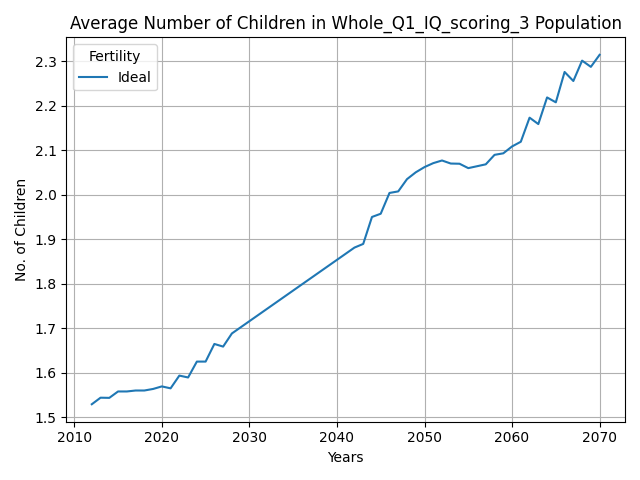 Average Number of Children in Whole_Q1_IQ_scoring_3 Population
Fertility
Ideal
No. of Children
2.3
2.2
2.1
2.0
1.9
1.8
1.7
1.6
1.5
2010 2020 2030 2040 2050 2060 2070
Years